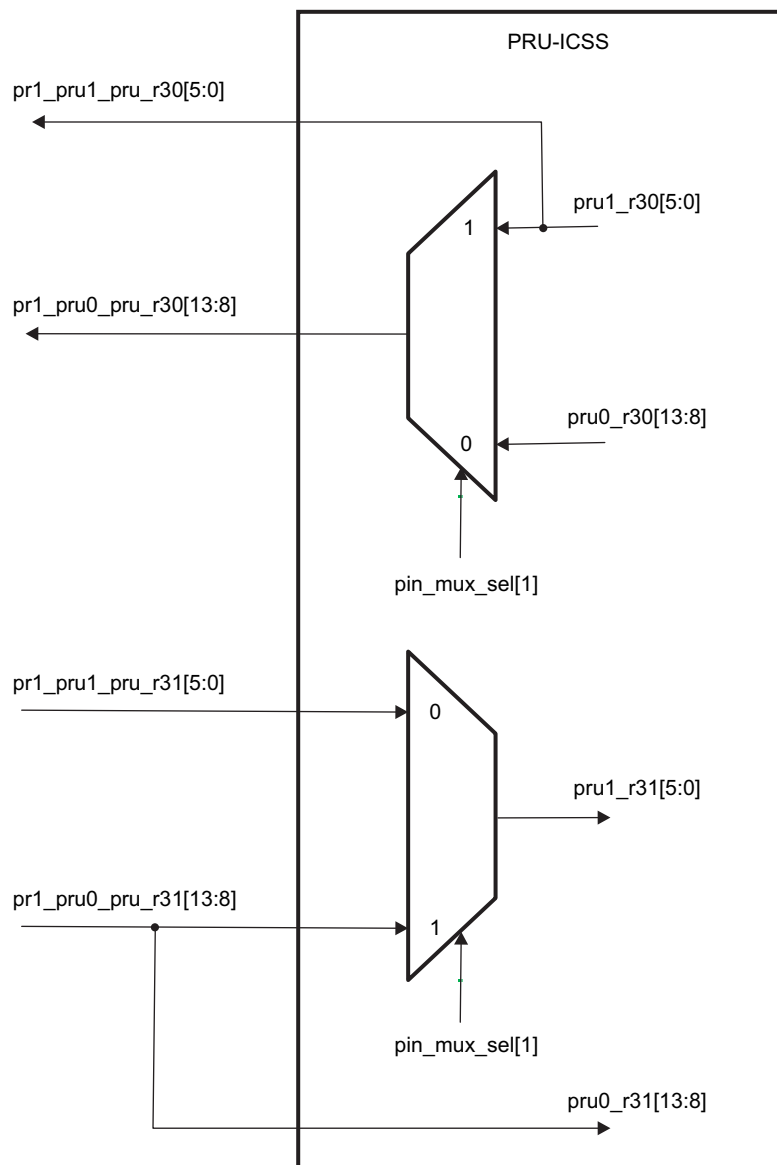 PRU-ICSS
pr1_pru1_pru_r30[5:0]
pru1_r30[5:0]
1
pr1_pru0_pru_r30[13:8]
pru0_r30[13:8]
0
pin_mux_sel[1]
pr1_pru1_pru_r31[5:0]
0
pru1_r31[5:0]
pr1_pru0_pru_r31[13:8]
1
pin_mux_sel[1]
pru0_r31[13:8]